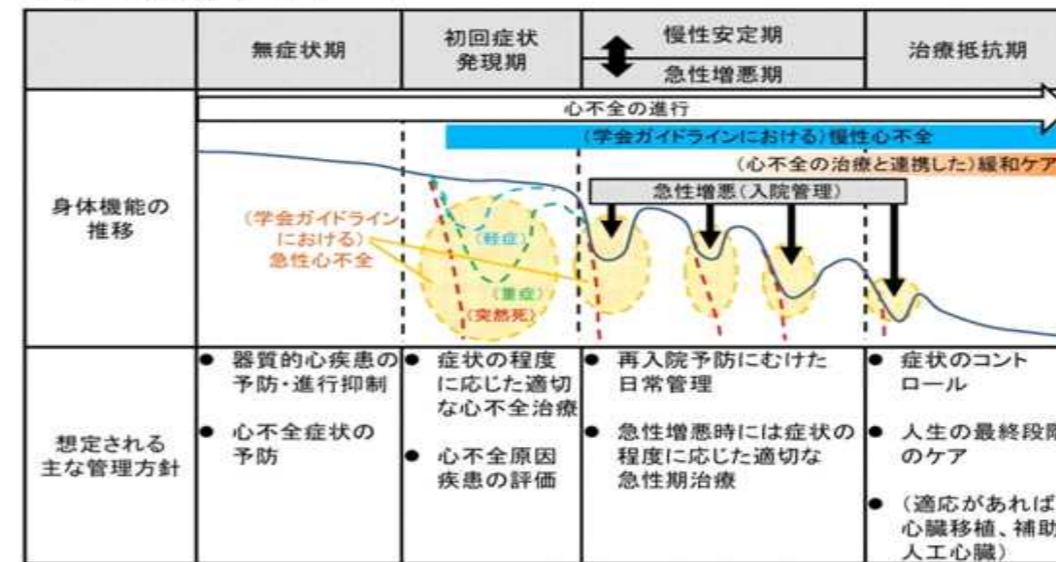 無症状期
初回症状
発現期
慢性安定期
急性増悪期
治療抵抗期
身体機能の
推移
心不全の進行
(学会ガイドラインにおける)慢性心不全
(心不全の治療と連携した)緩和ケア
急性増悪(入院管理)
(学会ガイドライン
における)
急性心不全
(軽症)
(重症)
(突然死)
想定される
主な管理方針
● 器質的心疾患の
予防・進行抑制
● 心不全症状の
予防
● 症状の程度
に応じた適切
な心不全治療
● 心不全原因
疾患の評価
● 再入院予防にむけた
日常管理
● 急性増悪時には症状の
程度に応じた適切な
急性期治療
● 症状のコント
ロール
● 人生の最終段階
のケア
● (適応があれば
心臓移植、補助
人工心臓)